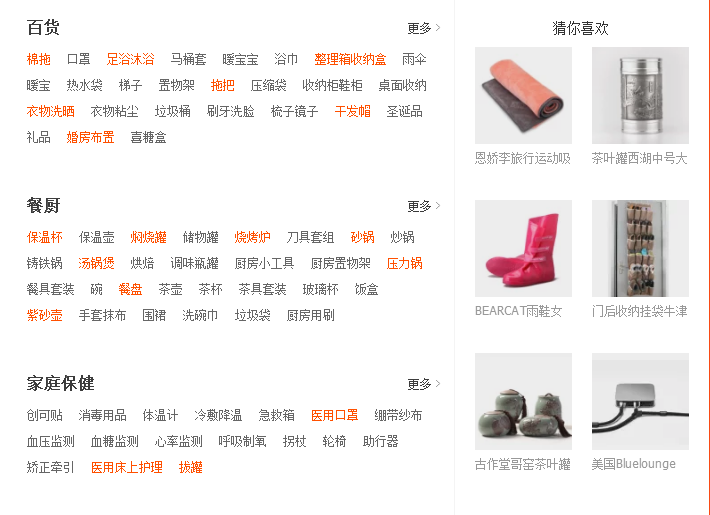 百货 更多 >
棉拖 口罩 足浴沐浴 马桶套 暖宝宝 浴巾 整理箱收纳盒 雨伞
暖宝 热水袋 梯子 置物架 拖把 压缩袋 收纳柜鞋柜 桌面收纳
衣物洗晒 衣物粘尘 垃圾桶 刷牙洗脸 梳子镜子 干发帽 圣诞品
礼品 婚房布置 喜糖盒
餐厨 更多 >
保温杯 保温壶 焖烧罐 储物罐 烧烤炉 刀具套组 砂锅 炒锅
铸铁锅 汤锅煲 烘焙 调味瓶罐 厨房小工具 厨房置物架 压力锅
餐具套装 碗 餐盘 茶壶 茶杯 茶具套装 玻璃杯 饭盒
紫砂壶 手套抹布 围裙 洗碗巾 垃圾袋 厨房用刷
家庭保健 更多 >
创可贴 消毒用品 体温计 冷敷降温 急救箱 医用口罩 绷带纱布
血压监测 血糖监测 心率监测 呼吸制氧 拐杖 轮椅 助行器
矫正牵引 医用床上护理 拔罐
猜你喜欢
恩娇李旅行运动吸 茶叶罐西湖中号大
BEARCAT雨鞋女 门后收纳挂袋牛津
古作堂哥窑茶叶罐 美国Bluelounge